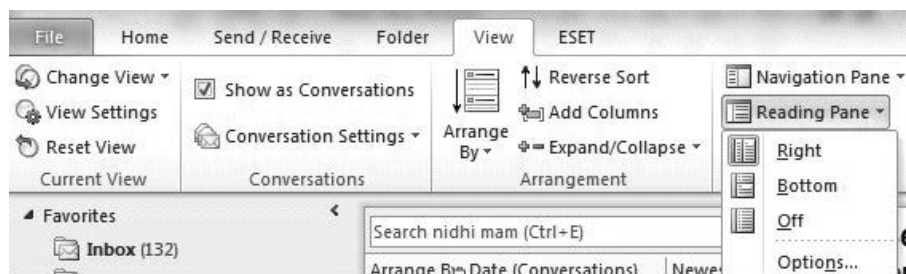 File Home Send / Receive Folder View ESET
Change View Show as Conversations Reverse Sort Navigation Pane
View Settings Add Columns Reading Pane
Conversation Settings Arrange By Expand/Collapse Right
Reset View
Current View Conversations Arrangement Bottom
Favorites Off
Inbox (132) Search nidhi mam (Ctrl+E)
Arrange By: Date (Conversations) Options...